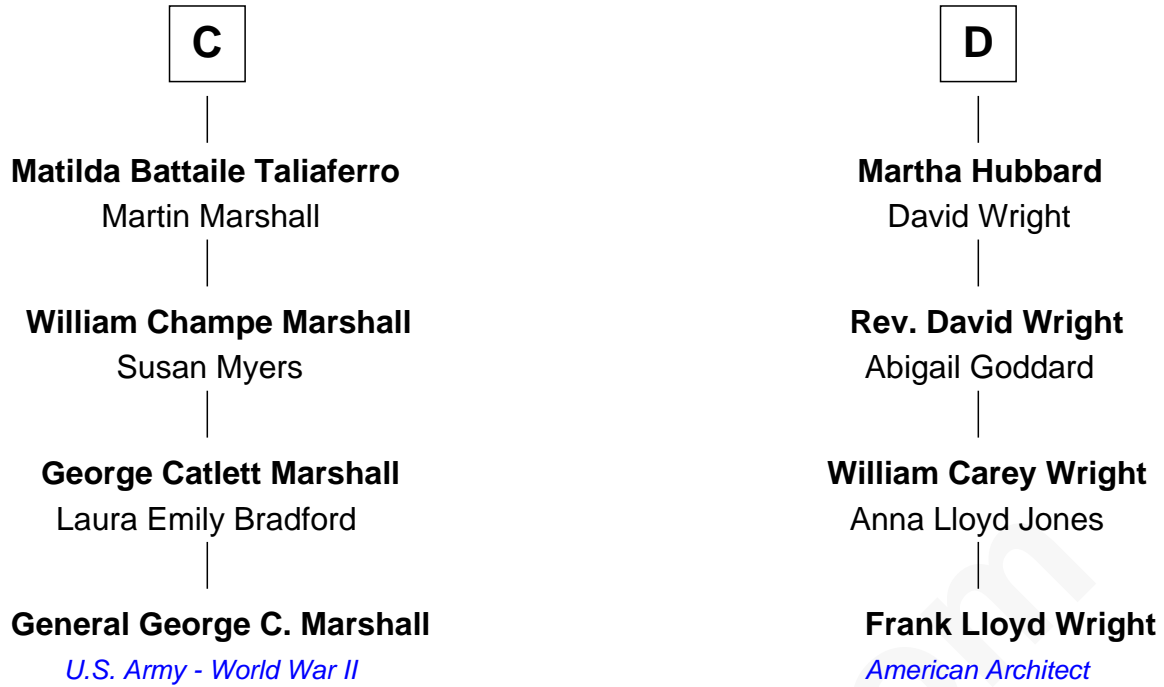 C
Matilda Battaile Taliaferro
Martin Marshall
William Champe Marshall
Susan Myers
George Catlett Marshall
Laura Emily Bradford
General George C. Marshall
U.S. Army - World War II
D
Martha Hubbard
David Wright
Rev. David Wright
Abigail Goddard
William Carey Wright
Anna Lloyd Jones
Frank Lloyd Wright
American Architect
om